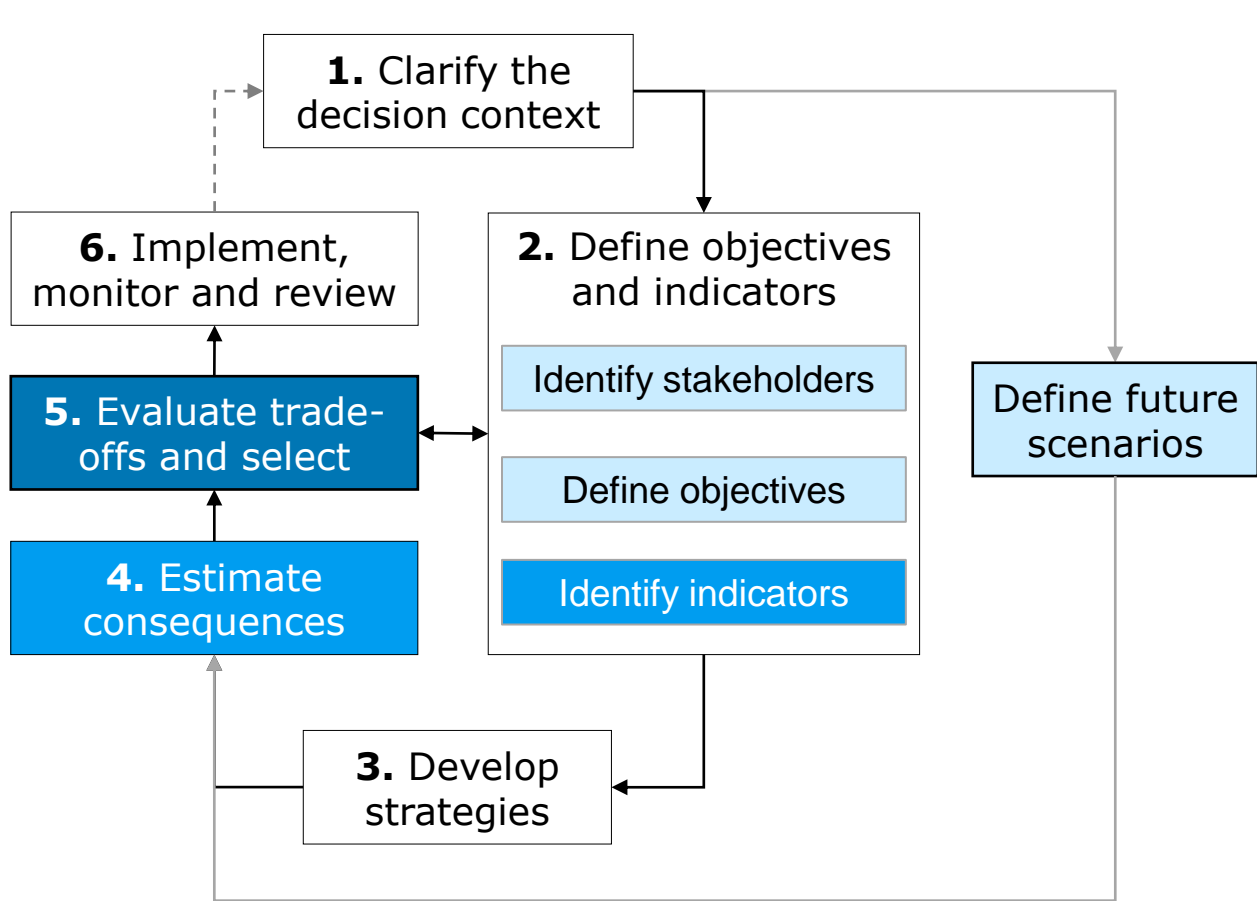 1. Clarify the
decision context
2. Define objectives
and indicators
Identify stakeholders
Define objectives
Identify indicators
Define future
scenarios
3. Develop
strategies
4. Estimate
consequences
5. Evaluate trade-
offs and select
6. Implement,
monitor and review